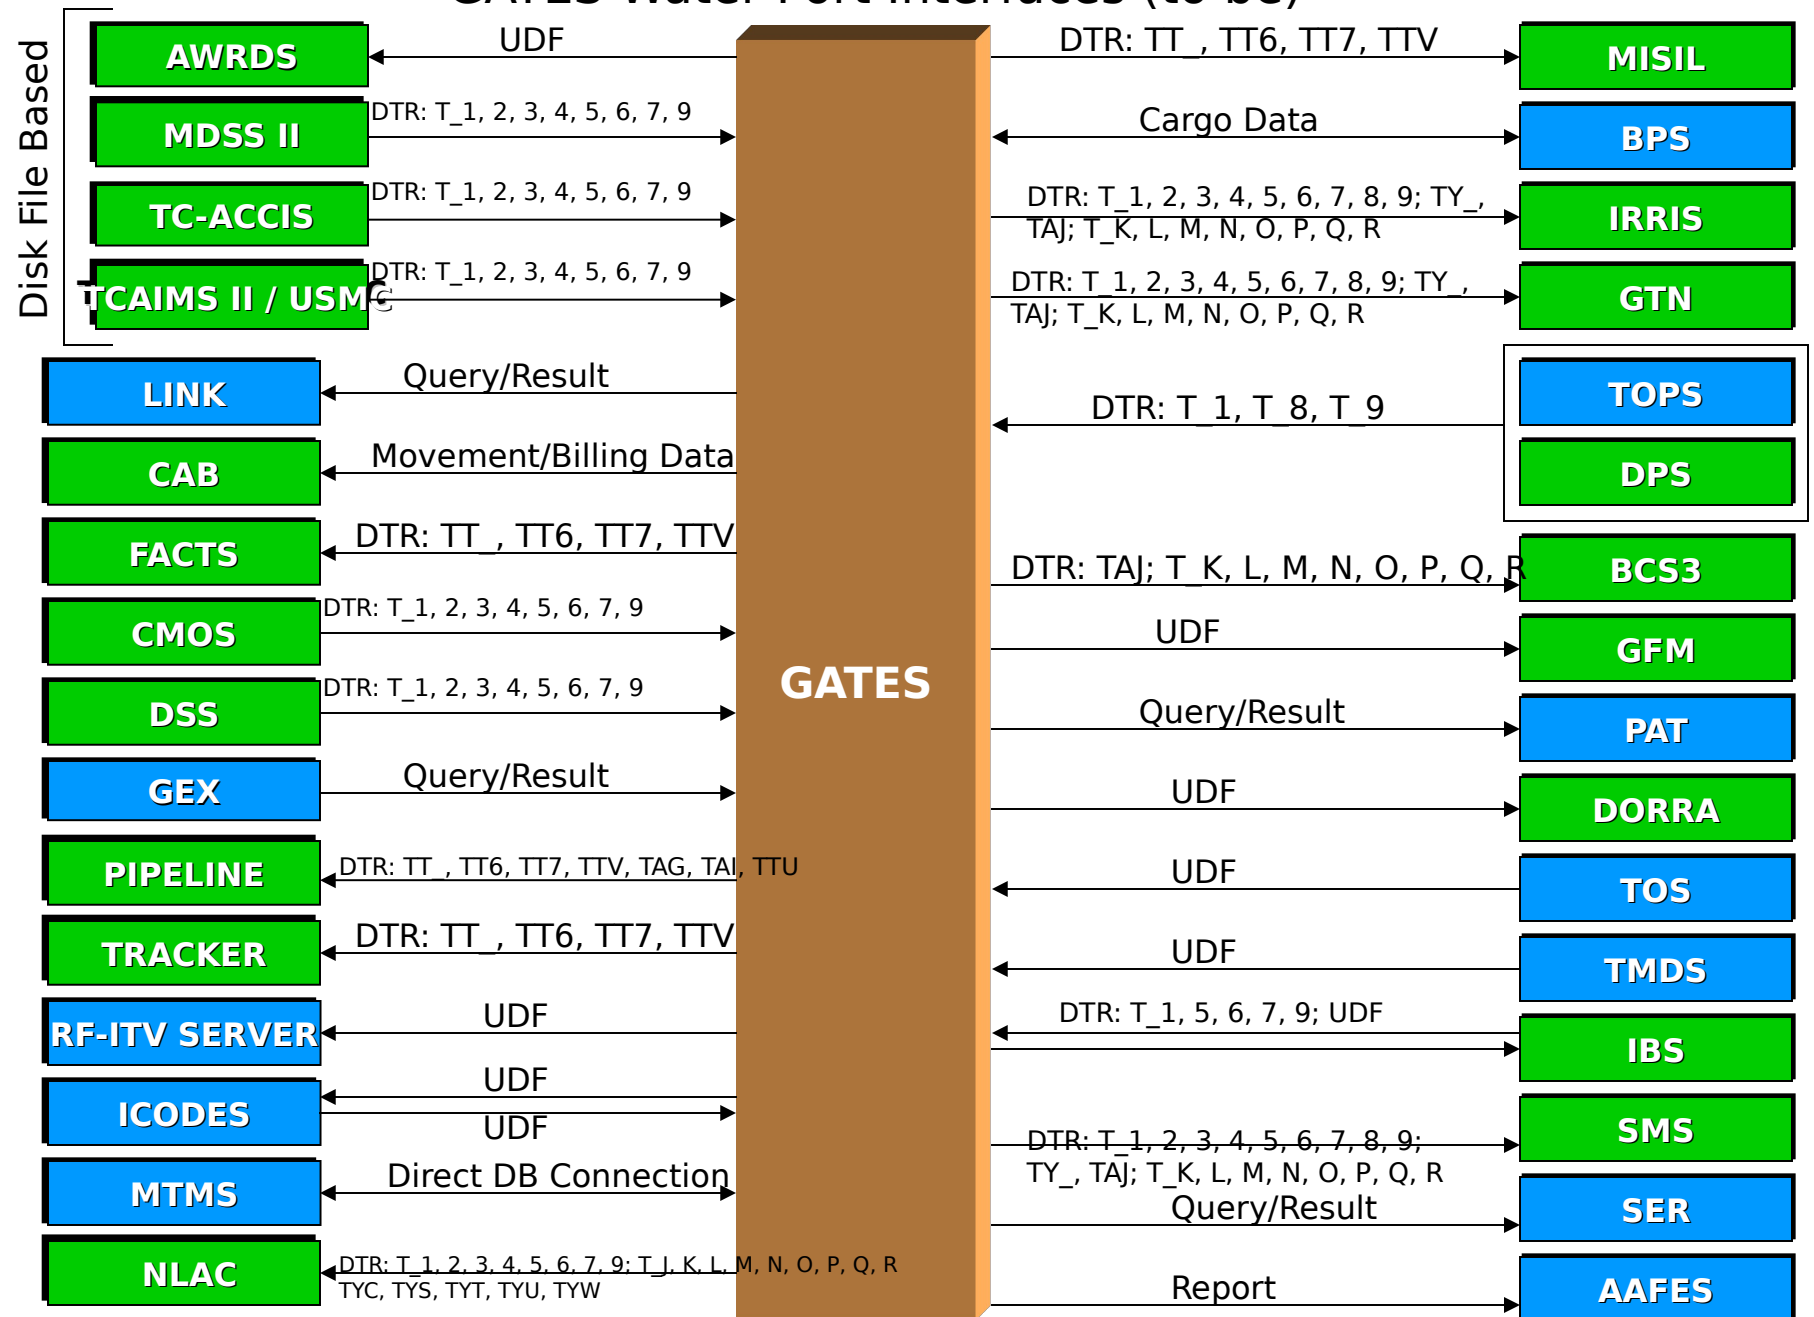 GATES Water Port Interfaces (to be)
Disk File Based
AWRDS
UDF
MDSS II
DTR: T_1, 2, 3, 4, 5, 6, 7, 9
TC-ACCIS
DTR: T_1, 2, 3, 4, 5, 6, 7, 9
TCAIMS II / USMC
DTR: T_1, 2, 3, 4, 5, 6, 7, 9
LINK
Query/Result
CAB
Movement/Billing Data
FACTS
DTR: TT_, TT6, TT7, TTV
CMOS
DTR: T_1, 2, 3, 4, 5, 6, 7, 9
DSS
DTR: T_1, 2, 3, 4, 5, 6, 7, 9
GEX
Query/Result
PIPELINE
DTR: TT_, TT6, TT7, TTV, TAG, TAI, TTU
TRACKER
DTR: TT_, TT6, TT7, TTV
RF-ITV SERVER
UDF
ICODES
UDF
UDF
MTMS
Direct DB Connection
NLAC
DTR: T_1, 2, 3, 4, 5, 6, 7, 9; T_J, K, L, M, N, O, P, Q, R
TYC, TYS, TYT, TYU, TYW
GATES
DTR: TT_, TT6, TT7, TTV
MISIL
Cargo Data
BPS
DTR: T_1, 2, 3, 4, 5, 6, 7, 8, 9; TY_,
TAJ; T_K, L, M, N, O, P, Q, R
IRRIS
DTR: T_1, 2, 3, 4, 5, 6, 7, 8, 9; TY_,
TAJ; T_K, L, M, N, O, P, Q, R
GTN
DTR: T_1, T_8, T_9
TOPS
DPS
DTR: TAJ; T_K, L, M, N, O, P, Q, R
BCS3
UDF
GFM
Query/Result
PAT
UDF
DORRA
UDF
TOS
UDF
TMDS
DTR: T_1, 5, 6, 7, 9; UDF
IBS
DTR: T_1, 2, 3, 4, 5, 6, 7, 8, 9;
TY_, TAJ; T_K, L, M, N, O, P, Q, R
SMS
Query/Result
SER
Report
AAFES